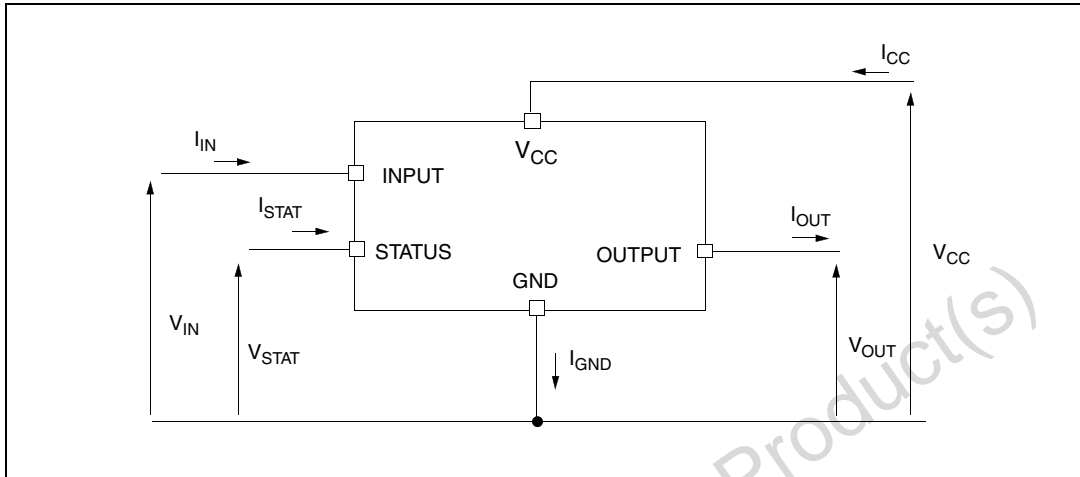 I_CC
V_CC
I_IN
INPUT
I_STAT
STATUS
I_OUT
OUTPUT
V_CC
GND
V_IN
V_STAT
V_OUT
I_GND
Product(s)